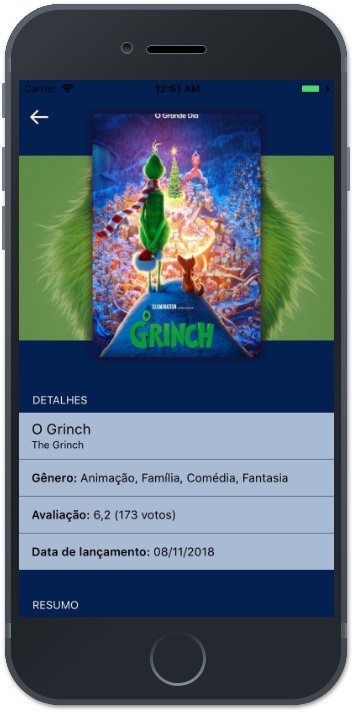 Carrier 12:51 AM
O Grande Dia
ILLUMINATION
O GRINCH
DETALHES
O Grinch
The Grinch
Gênero: Animação, Família, Comédia, Fantasia
Avaliação: 6,2 (173 votos)
Data de lançamento: 08/11/2018
RESUMO